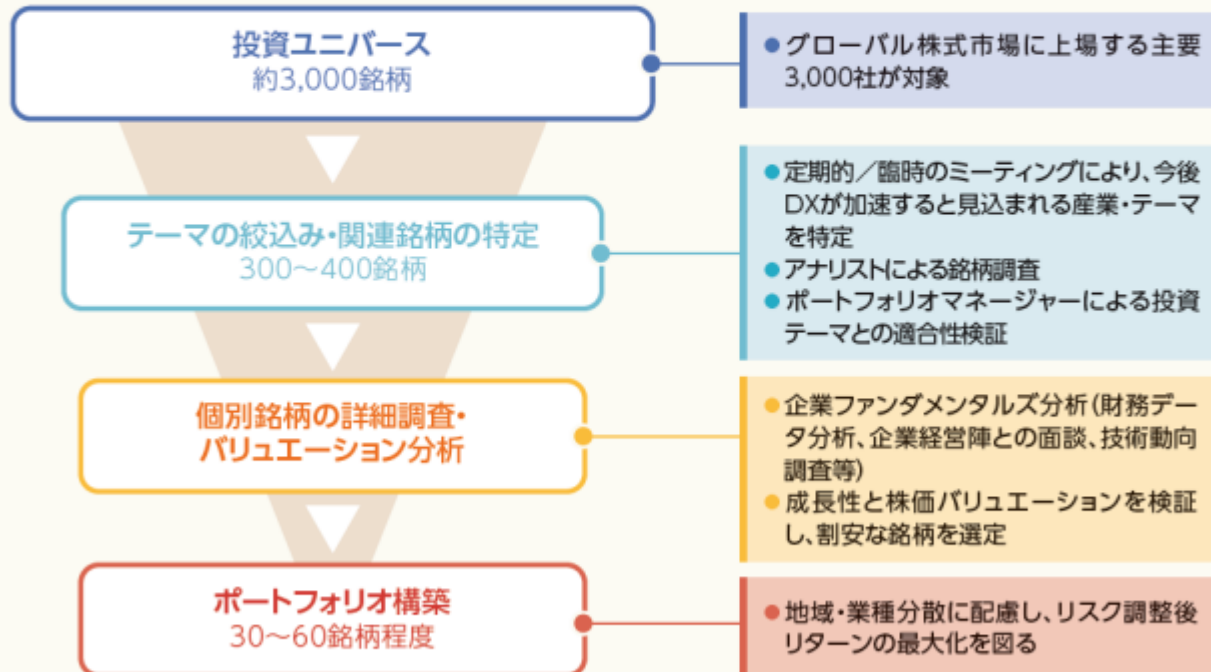 投資ユニバース
約3,000銘柄
●グローバル株式市場に上場する主要
3,000社が対象
テーマの絞込み・関連銘柄の特定
300〜400銘柄
●定期的／臨時のミーティングにより、今後
DXが加速すると見込まれる産業・テーマ
を特定
●アナリストによる銘柄調査
●ポートフォリオマネージャーによる投資
テーマとの適合性検証
個別銘柄の詳細調査・
バリュエーション分析
●企業ファンダメンタルズ分析(財務デー
タ分析、企業経営陣との面談、技術動向
調査等)
●成長性と株価バリュエーションを検証
し、割安な銘柄を選定
ポートフォリオ構築
30〜60銘柄程度
●地域・業種分散に配慮し、リスク調整後
リターンの最大化を図る